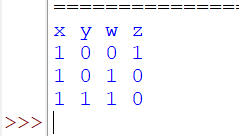 ================
x y w z
1 0 0 1
1 0 1 0
1 1 1 0
>>>